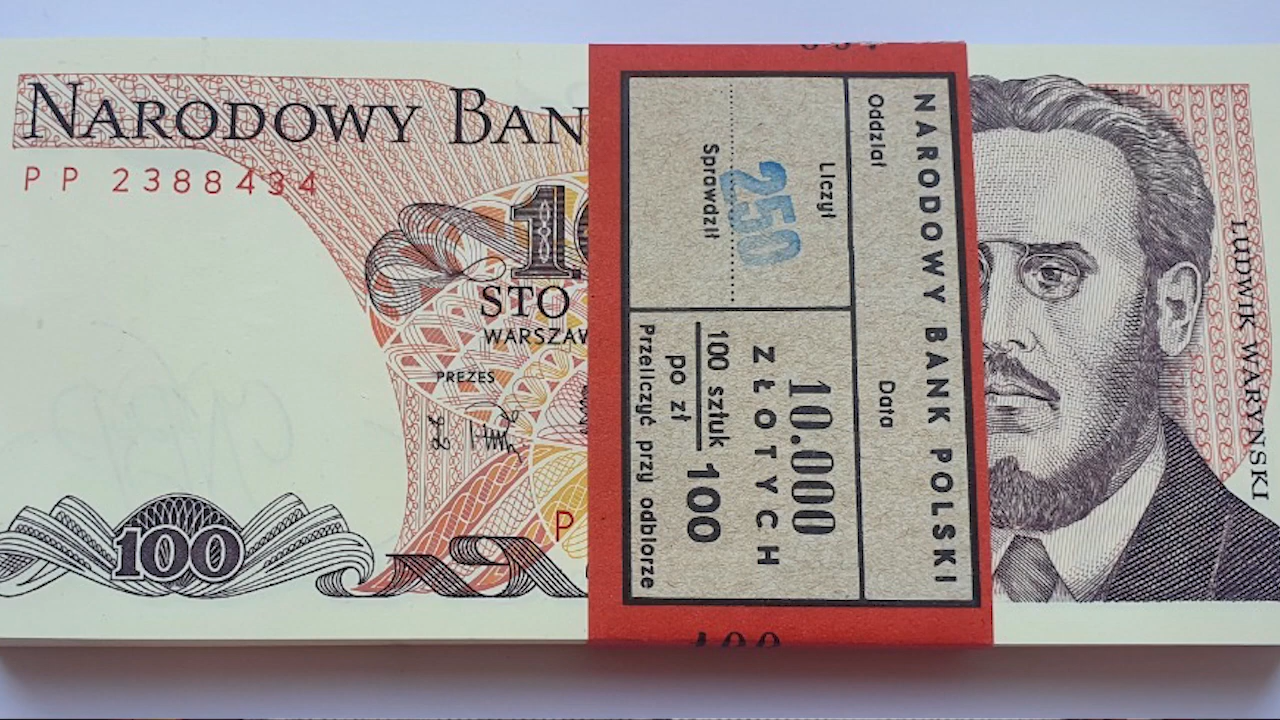 NARODOWY BAN
PP 2388434
STO
WARSZAW
PREZES
P
100
NARODOWY BANK POLSKI
Oddział
Data
Liczył
250
Sprawdził
10.000
ZŁOTYCH
100 sztuk
po zł
100
Przeliczyć przy odbiorze
100
LUDWIK WARYŃSKI